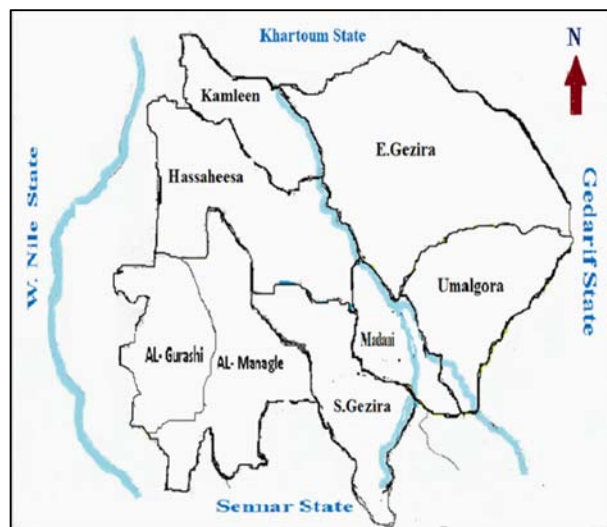 Khartoum State
N
Kamleen
E.Gezira
Hassaheesa
W. Nile State
Gedarif State
Umalgora
Madani
AL- Gurashi
AL- Managle
S.Gezira
Sennar State